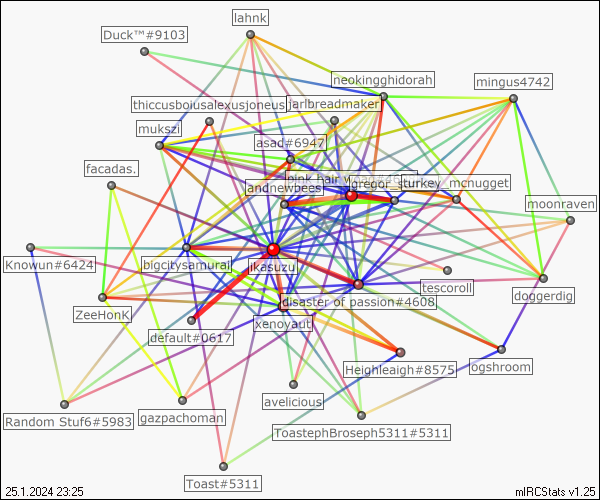 lahnk
Duck™#9103
neokingghidorah
mingus4742
thiccusboiusalexusjoneus
jarlbreadmaker
mukszi
asad#6947
facadas.
pink hair
gregor_s
turkey_mcnugget
andnewbees
moonraven
Knowun#6424
bigcitysamurai
ikasuzu
tescoroll
doggerdig
disaster of passion#4608
ZeeHonK
default#0617
xenoyaut
Heighleaigh#8575
ogshroom
avelicious
Random Stuf6#5983
gazpachoman
ToastephBroseph5311#5311
Toast#5311
25.1.2024 23:25
mIRCStats v1.25